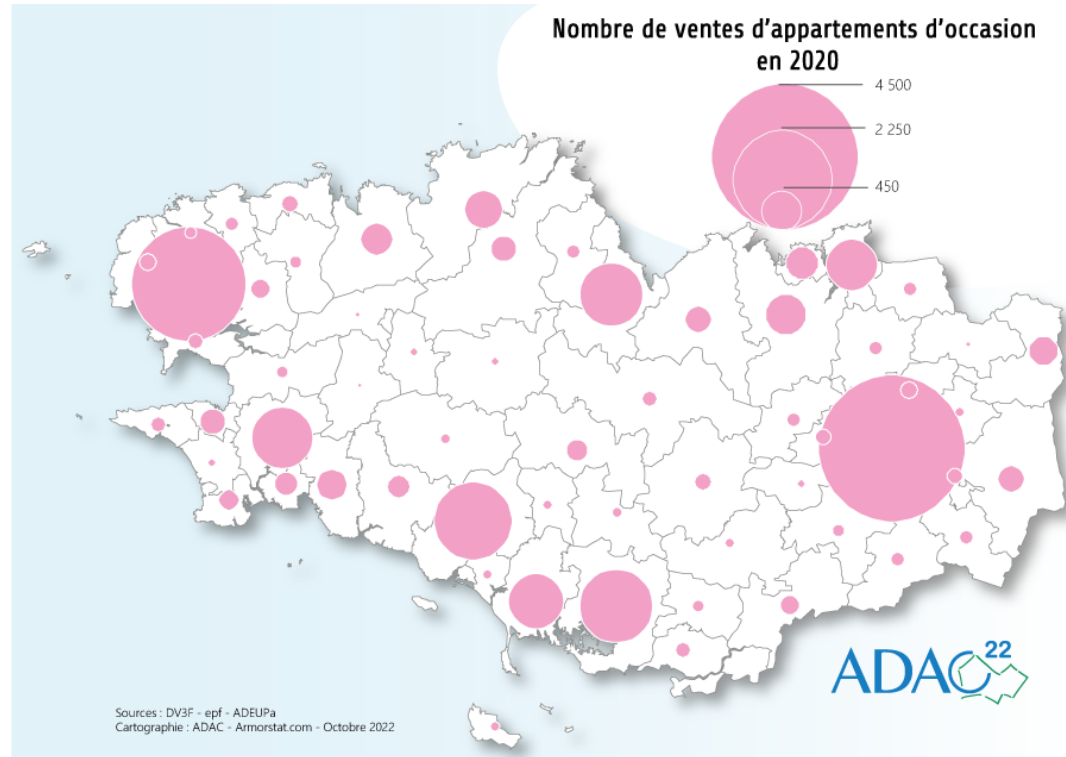 Nombre de ventes d'appartements d'occasion
en 2020
4 500
2 250
450
ADAC 22
Sources : DV3F - epf - ADEUPa
Cartographie : ADAC - Armorstat.com - Octobre 2022